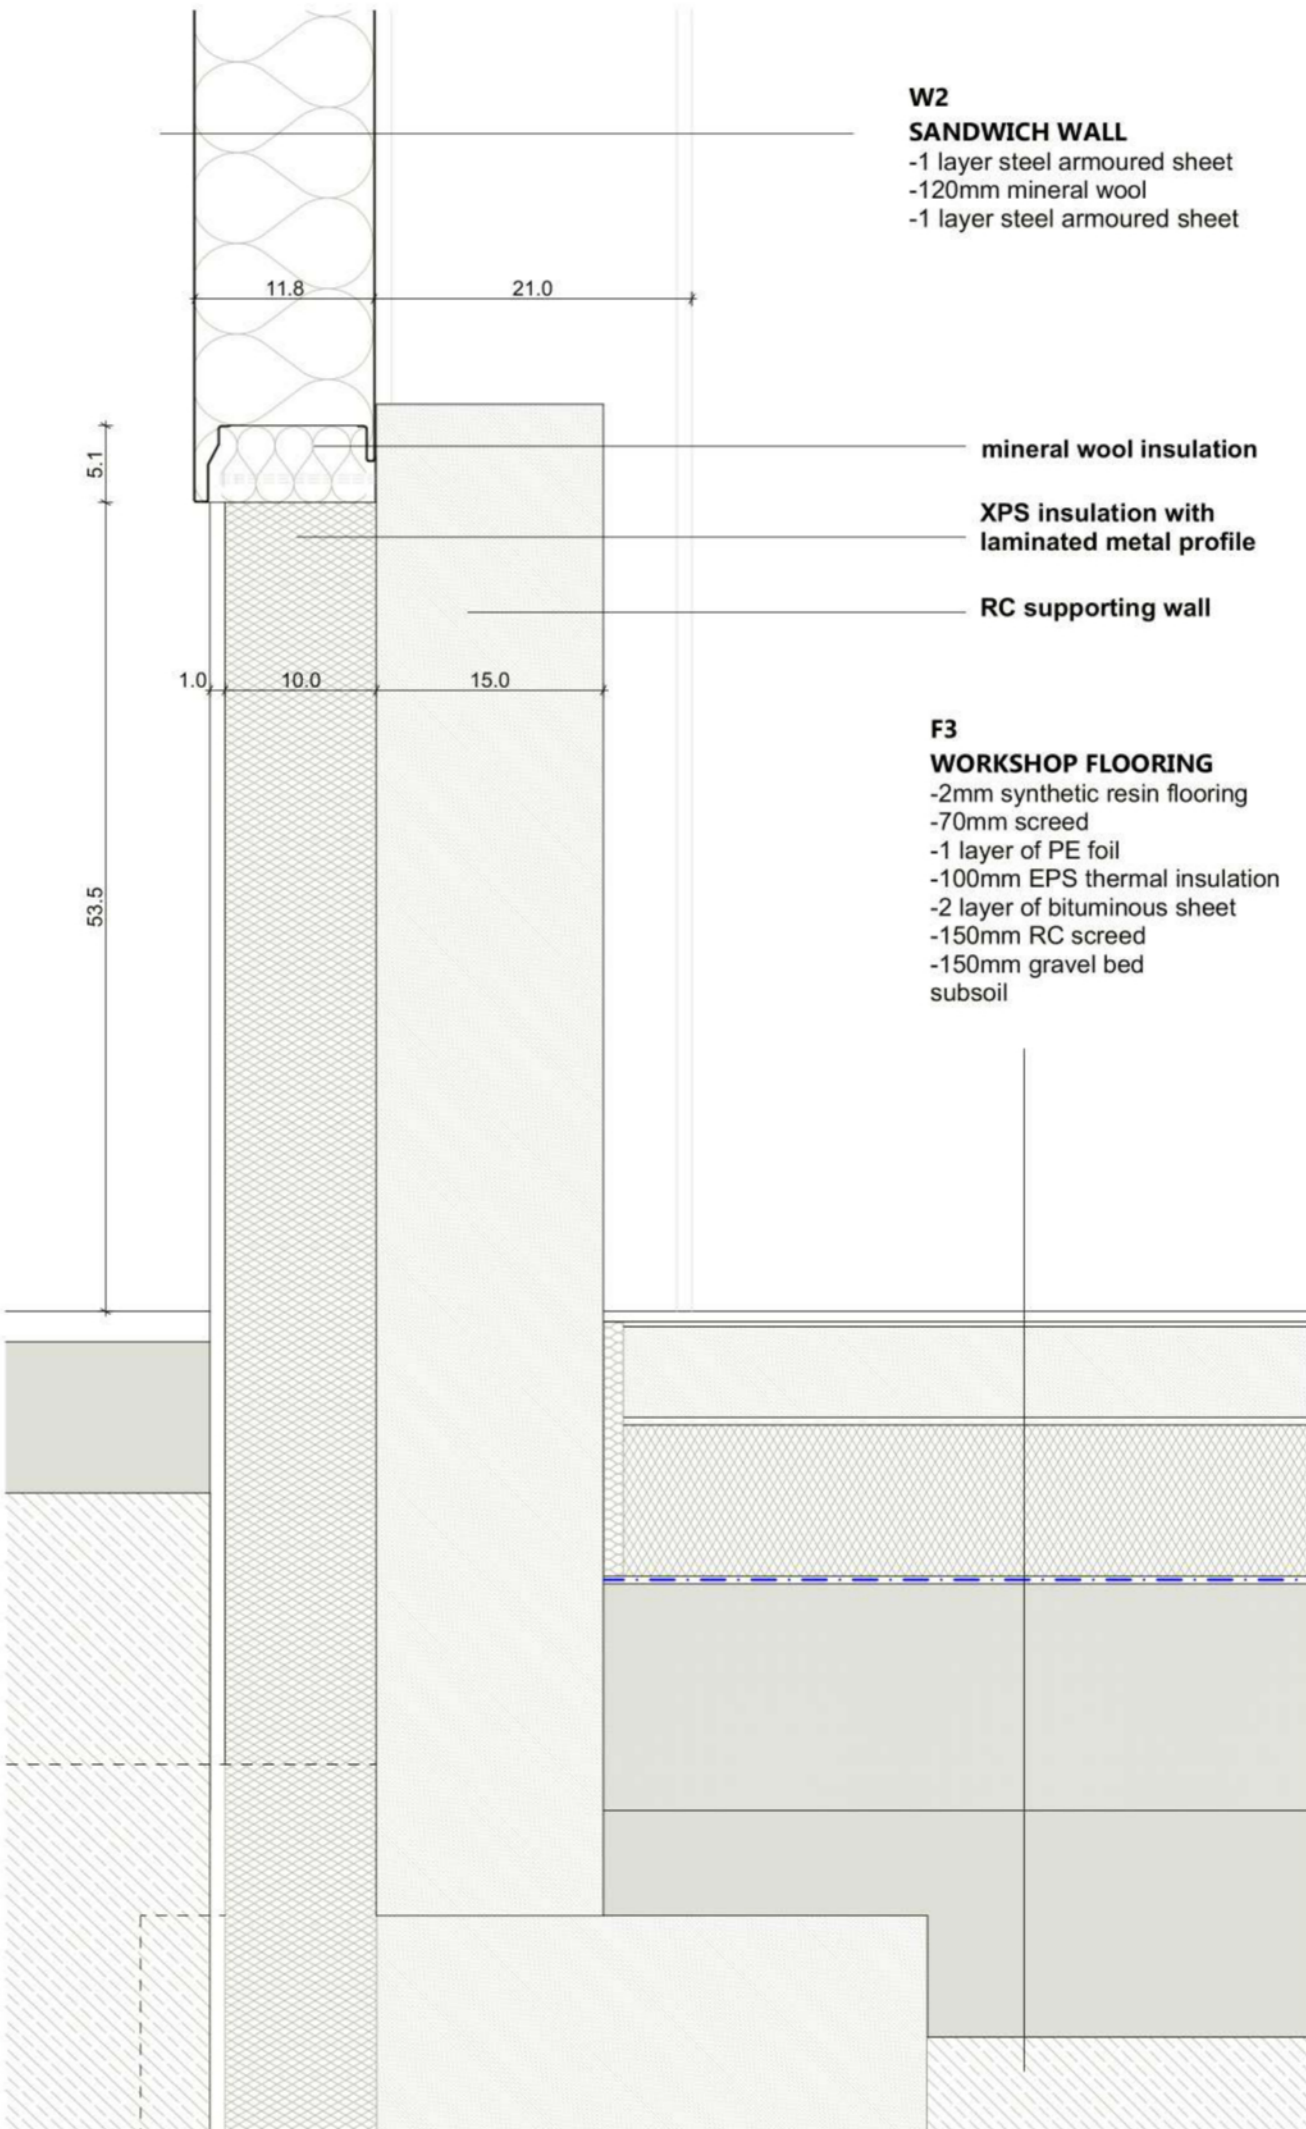 W2
SANDWICH WALL
-1 layer steel armoured sheet
-120mm mineral wool
-1 layer steel armoured sheet
11.8
21.0
5.1
mineral wool insulation
XPS insulation with
laminated metal profile
RC supporting wall
1.0
10.0
15.0
F3
WORKSHOP FLOORING
-2mm synthetic resin flooring
-70mm screed
-1 layer of PE foil
-100mm EPS thermal insulation
-2 layer of bituminous sheet
-150mm RC screed
-150mm gravel bed
subsoil
53.5